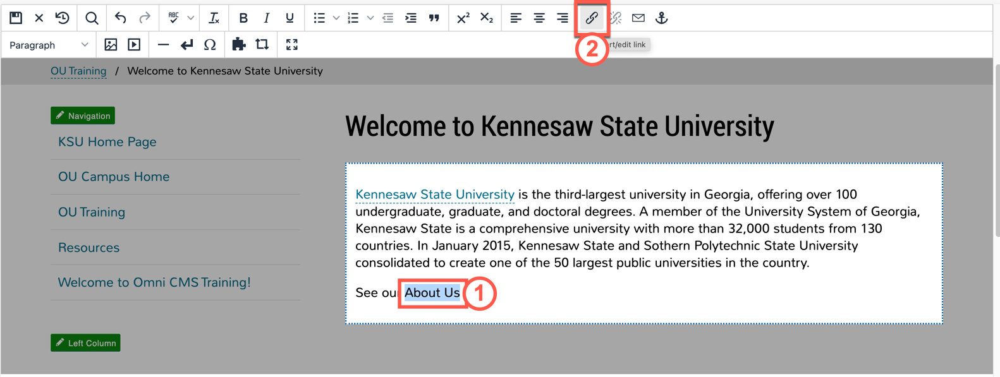 ABC
B I U
X² X₂
2
Paragraph
Ω
rt/edit link
OU Training / Welcome to Kennesaw State University
Navigation
KSU Home Page
OU Campus Home
OU Training
Resources
Welcome to Omni CMS Training!
Left Column
Welcome to Kennesaw State University
Kennesaw State University is the third-largest university in Georgia, offering over 100
undergraduate, graduate, and doctoral degrees. A member of the University System of Georgia,
Kennesaw State is a comprehensive university with more than 32,000 students from 130
countries. In January 2015, Kennesaw State and Sothern Polytechnic State University
consolidated to create one of the 50 largest public universities in the country.
See our About Us
1